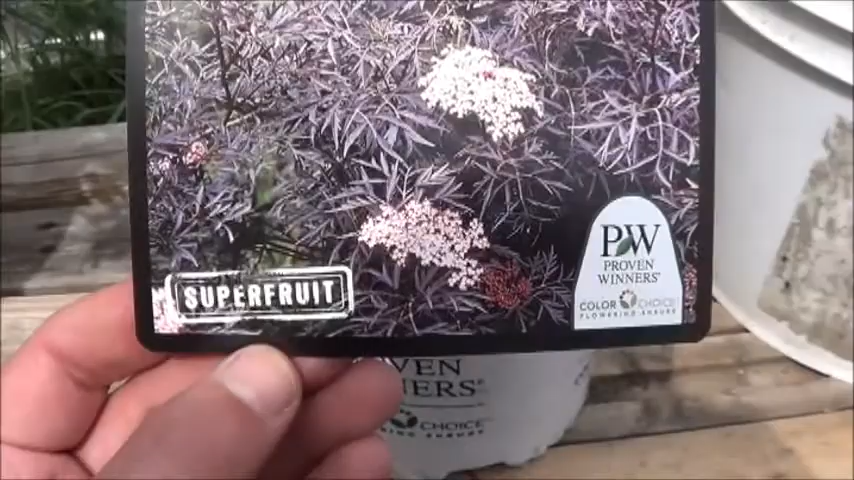 SUPERFRUIT
PW
PROVEN
WINNERS®
COLOR CHOICE®
FLOWERING SHRUBS
VEN
NERS®
CHOICE